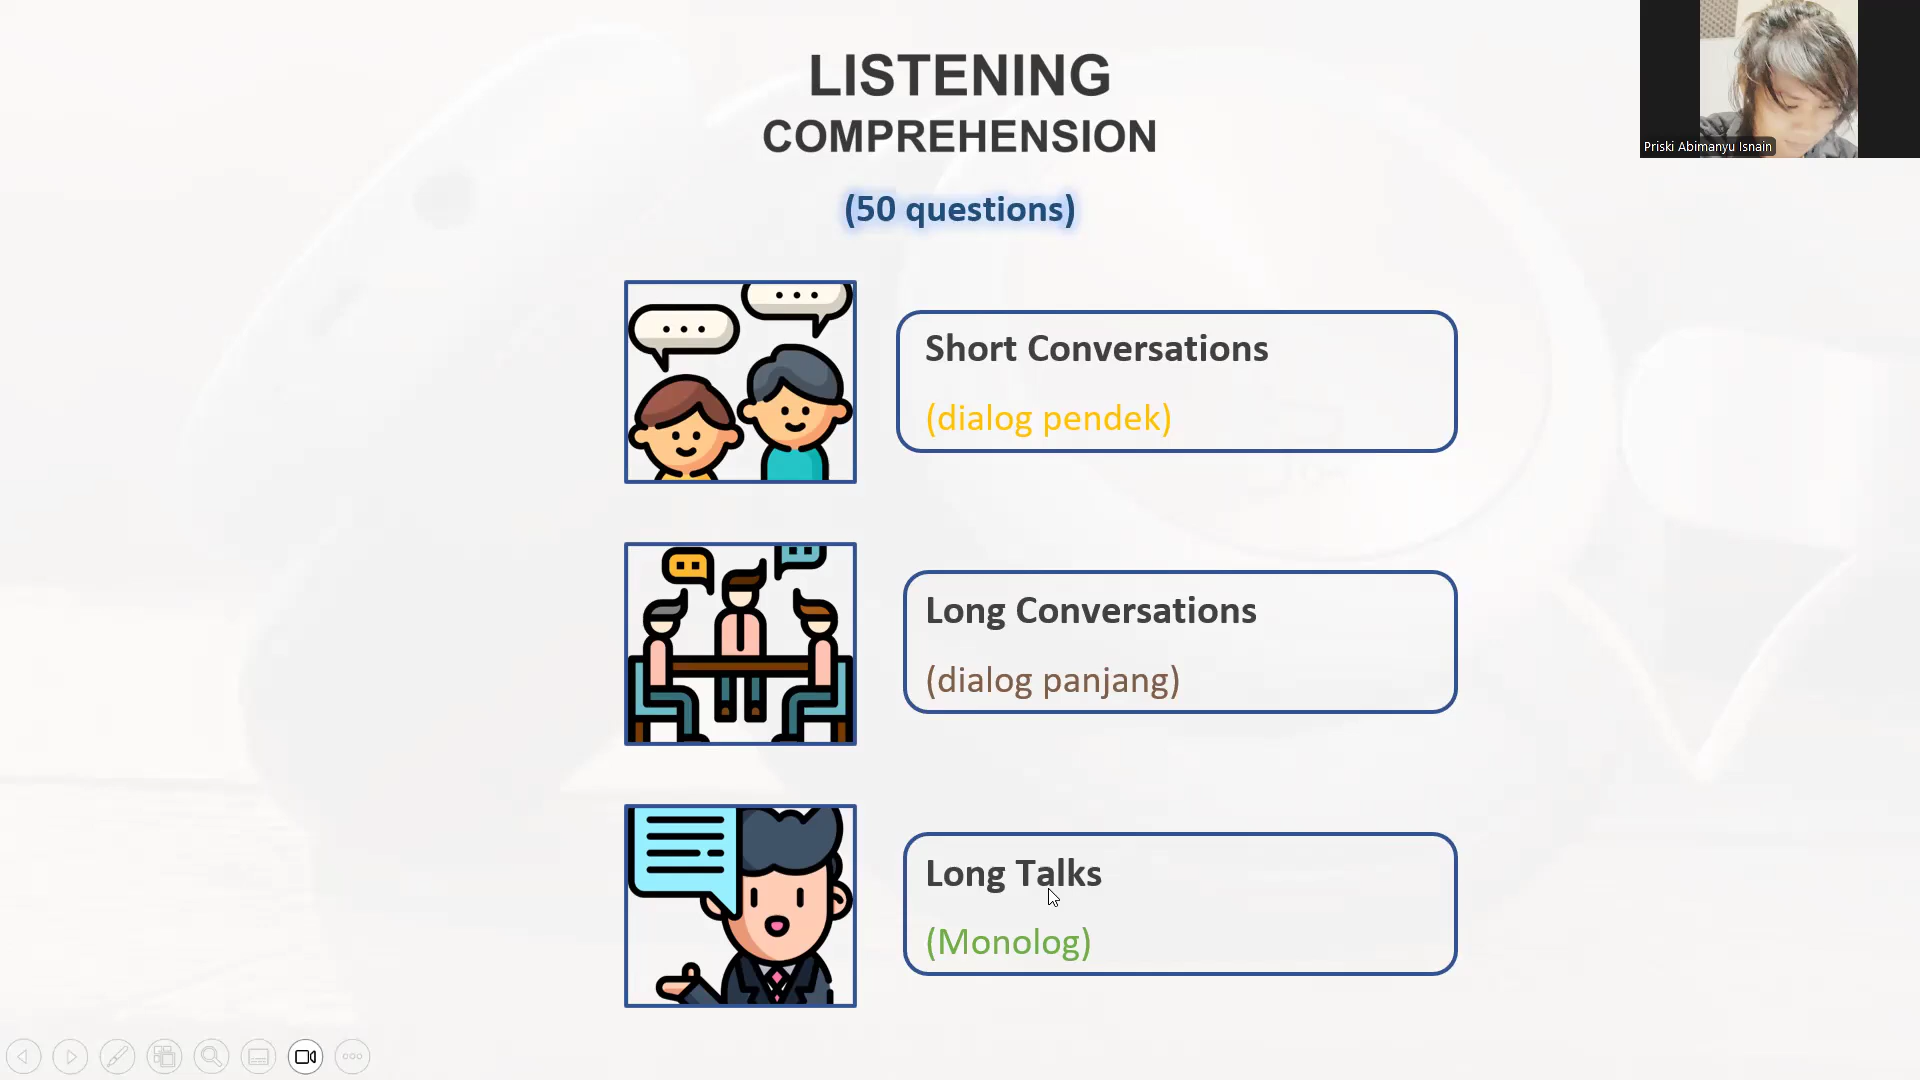 LISTENING
COMPREHENSION
(50 questions)
Short Conversations
(dialog pendek)
Long Conversations
(dialog panjang)
Long Talks
(Monolog)
Priski Abimanyu Isnain